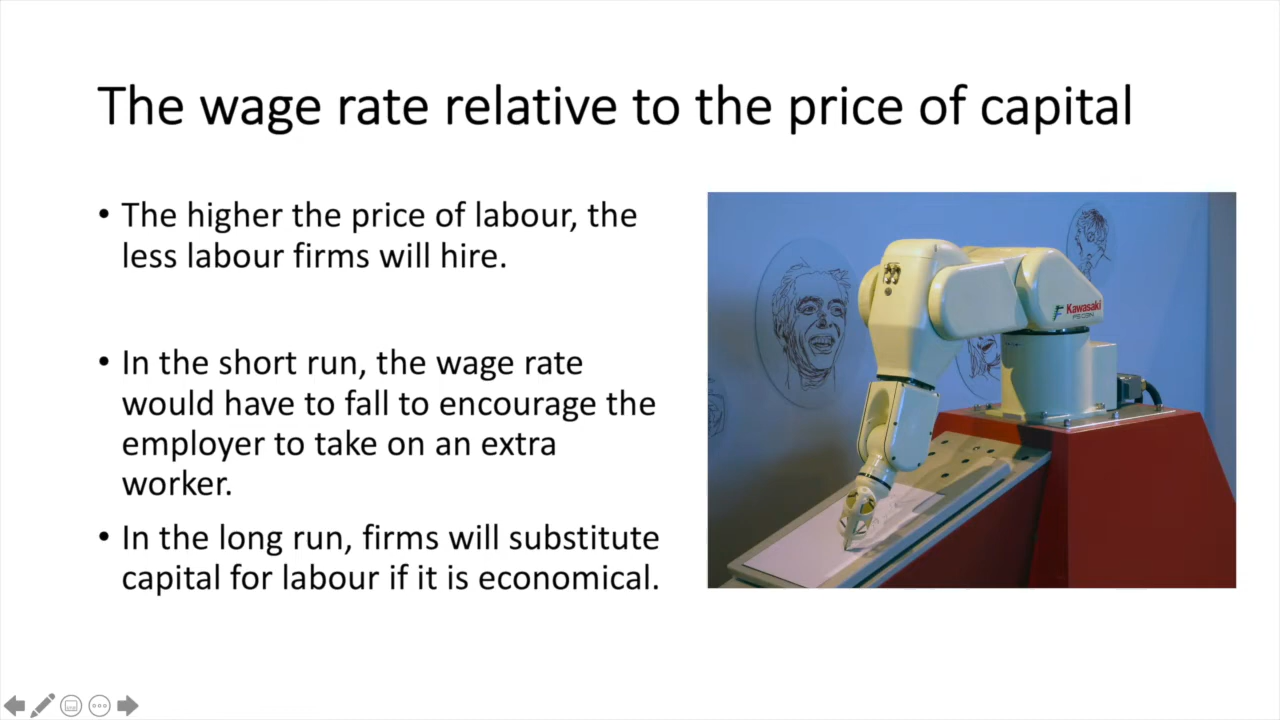 The wage rate relative to the price of capital
• The higher the price of labour, the
less labour firms will hire.
• In the short run, the wage rate
would have to fall to encourage the
employer to take on an extra
worker.
• In the long run, firms will substitute
capital for labour if it is economical.
Kawasaki